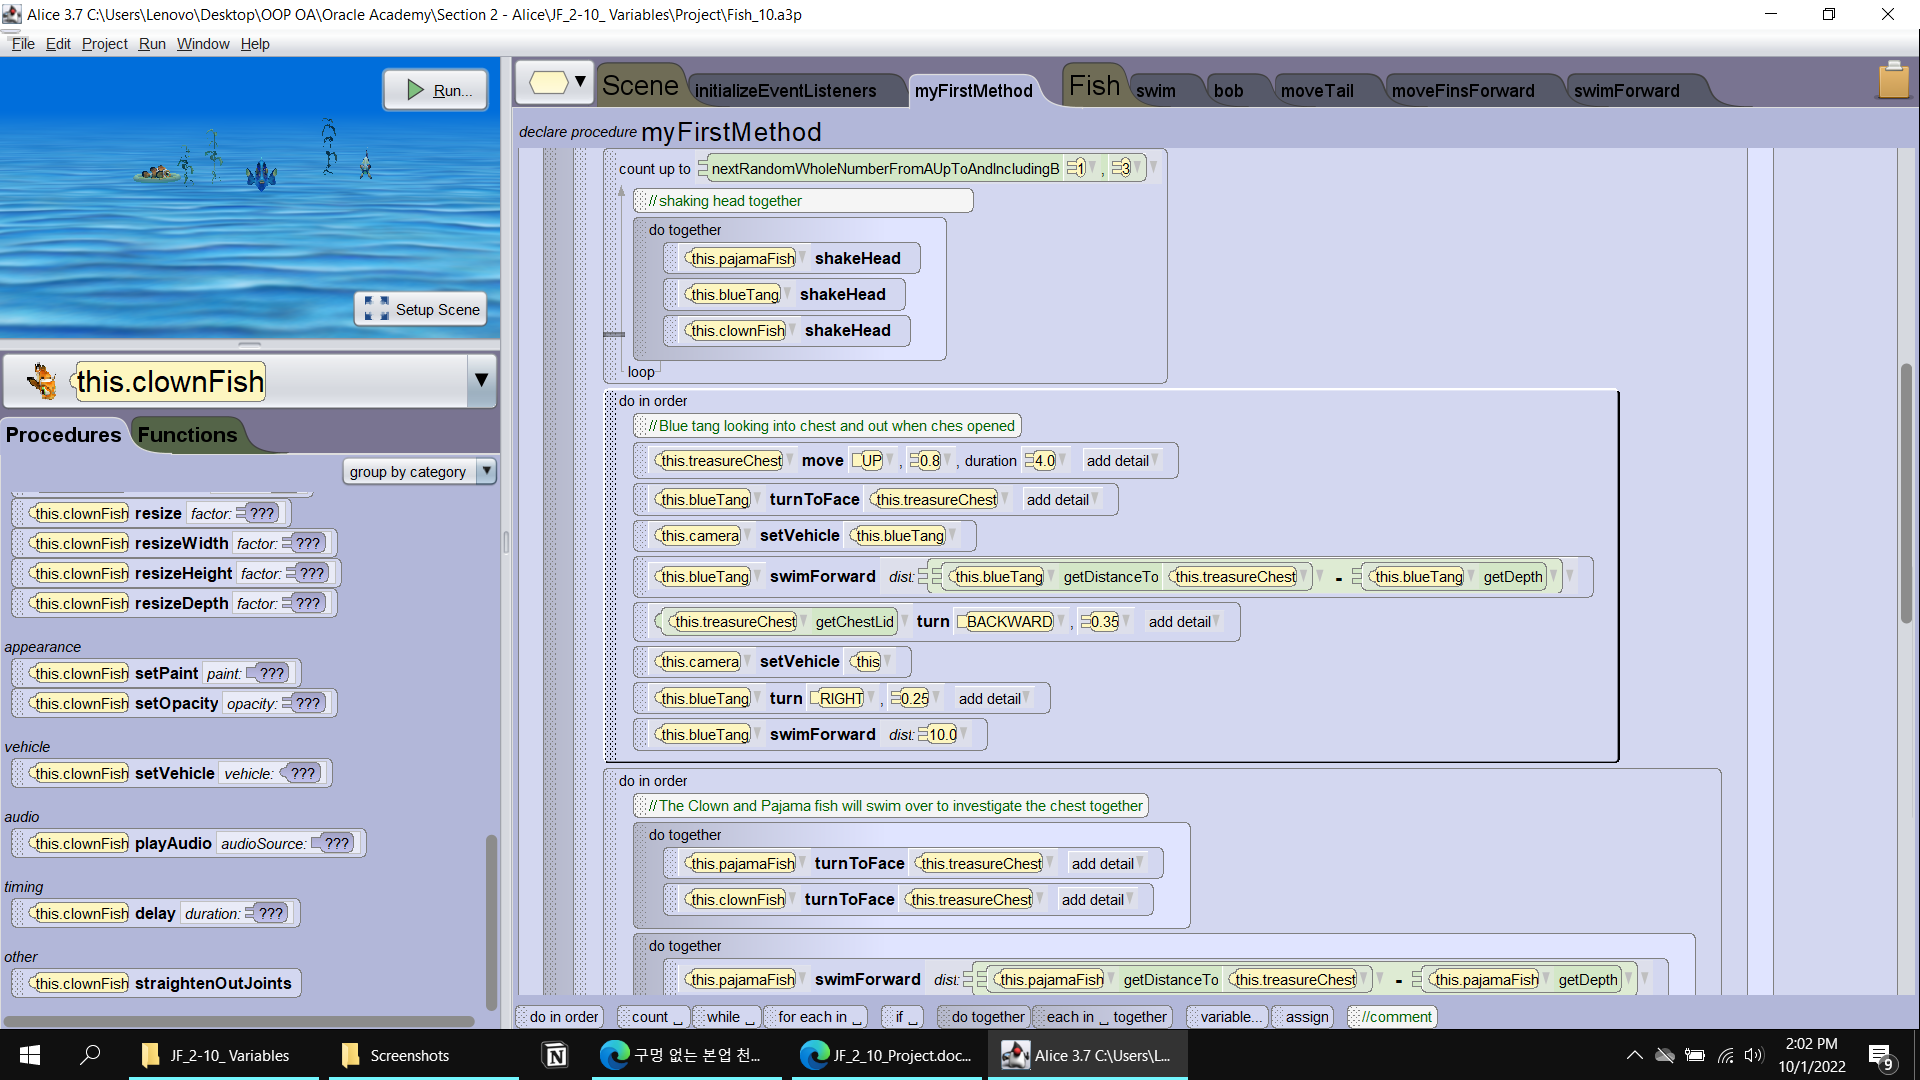 Alice 3.7 C:\Users\Lenovo\Desktop\OOP OA\Oracle Academy\Section 2 - Alice\JF_2-10_ Variables\Project\Fish_10.a3p
File Edit Project Run Window Help
Run...
Setup Scene
this.clownFish
Procedures Functions
group by category
this.clownFish resize factor: ???
this.clownFish resizeWidth factor: ???
this.clownFish resizeHeight factor: ???
this.clownFish resizeDepth factor: ???
appearance
this.clownFish setPaint paint: ???
this.clownFish setOpacity opacity: ???
vehicle
this.clownFish setVehicle vehicle: ???
audio
this.clownFish playAudio audioSource: ???
timing
this.clownFish delay duration: ???
other
this.clownFish straightenOutJoints
Scene initializeEventListeners myFirstMethod Fish swim bob moveTail moveFinsForward swimForward
declare procedure myFirstMethod
count up to nextRandomWholeNumberFromAUpToAndIncludingB 1 , 3
// shaking head together
do together
this.pajamaFish shakeHead
this.blueTang shakeHead
this.clownFish shakeHead
loop
do in order
// Blue tang looking into chest and out when ches opened
this.treasureChest move UP , 0.8 , duration 4.0 add detail
this.blueTang turnToFace this.treasureChest add detail
this.camera setVehicle this.blueTang
this.blueTang swimForward dist: this.blueTang getDistanceTo this.treasureChest - this.blueTang getDepth
this.treasureChest getChestLid turn BACKWARD , 0.35 add detail
this.camera setVehicle this
this.blueTang turn RIGHT , 0.25 add detail
this.blueTang swimForward dist: 10.0
do in order
// The Clown and Pajama fish will swim over to investigate the chest together
do together
this.pajamaFish turnToFace this.treasureChest add detail
this.clownFish turnToFace this.treasureChest add detail
do together
this.pajamaFish swimForward dist: this.pajamaFish getDistanceTo this.treasureChest - this.pajamaFish getDepth
do in order count _ while _ for each in _ if _ do together each in _ together variable... assign //comment
JF_2-10_ Variables Screenshots 구멍 없는 본업 천... JF_2_10_Project.doc... Alice 3.7 C:\Users\L...
2:02 PM
10/1/2022
9